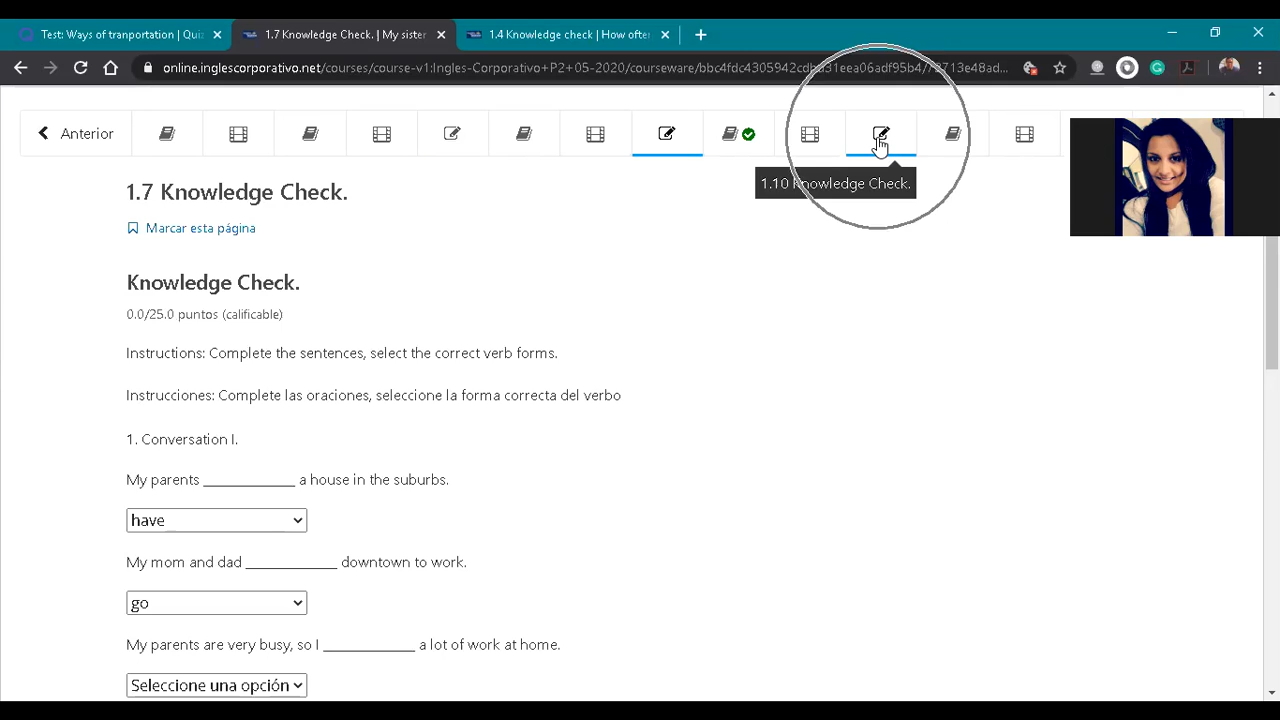 Test: Ways of tranportation | Qui
1.7 Knowledge Check. | My sister
1.4 Knowledge check | How ofte
online.inglescorporativo.net/courses/course-v1:Ingles-Corporativo+P2+05-2020/courseware/
Anterior
1.10 Knowledge Check.
1.7 Knowledge Check.
Marcar esta página
Knowledge Check.
0.0/25.0 puntos (calificable)
Instructions: Complete the sentences, select the correct verb forms.
Instrucciones: Complete las oraciones, seleccione la forma correcta del verbo
1. Conversation I.
My parents _____________ a house in the suburbs.
have
My mom and dad _____________ downtown to work.
go
My parents are very busy, so I _____________ a lot of work at home.
Seleccione una opción